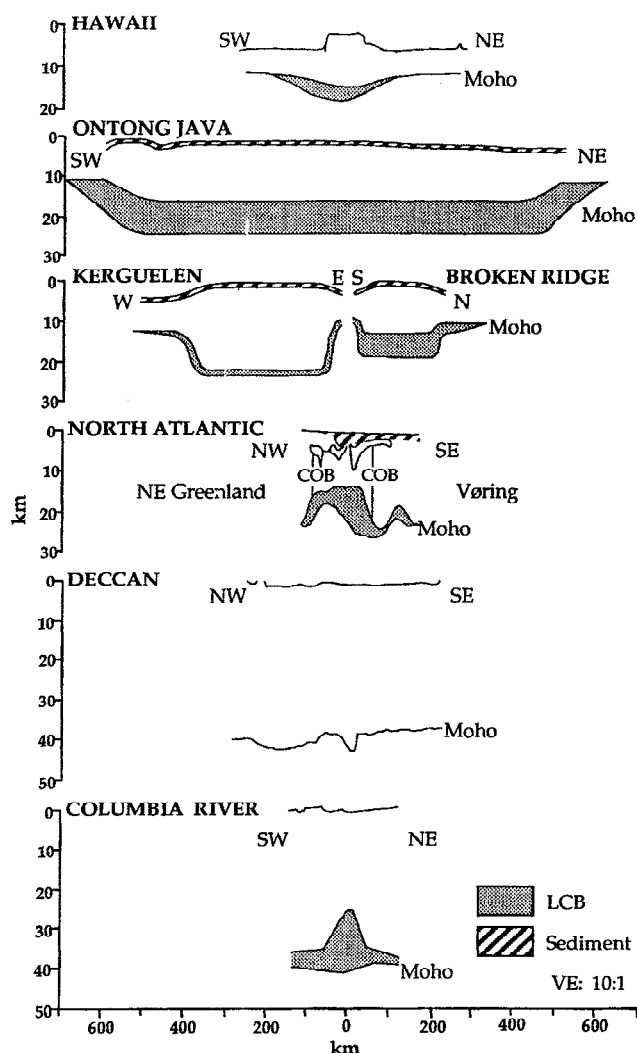 HAWAII
0
SW NE
10
Moho
20
ONTONG JAVA
0
SW NE
10
20 Moho
30
KERGUELEN E S BROKEN RIDGE
0
W N
10 Moho
20
30
NORTH ATLANTIC
0
NW SE
10 COB COB
NE Greenland Vøring
20
Moho
30
km
DECCAN
0
NW SE
10
20
30
40 Moho
50
COLUMBIA RIVER
0
SW NE
10
20
LCB
30
Sediment
40 Moho
VE: 10:1
50
600 400 200 0 200 400 600
km